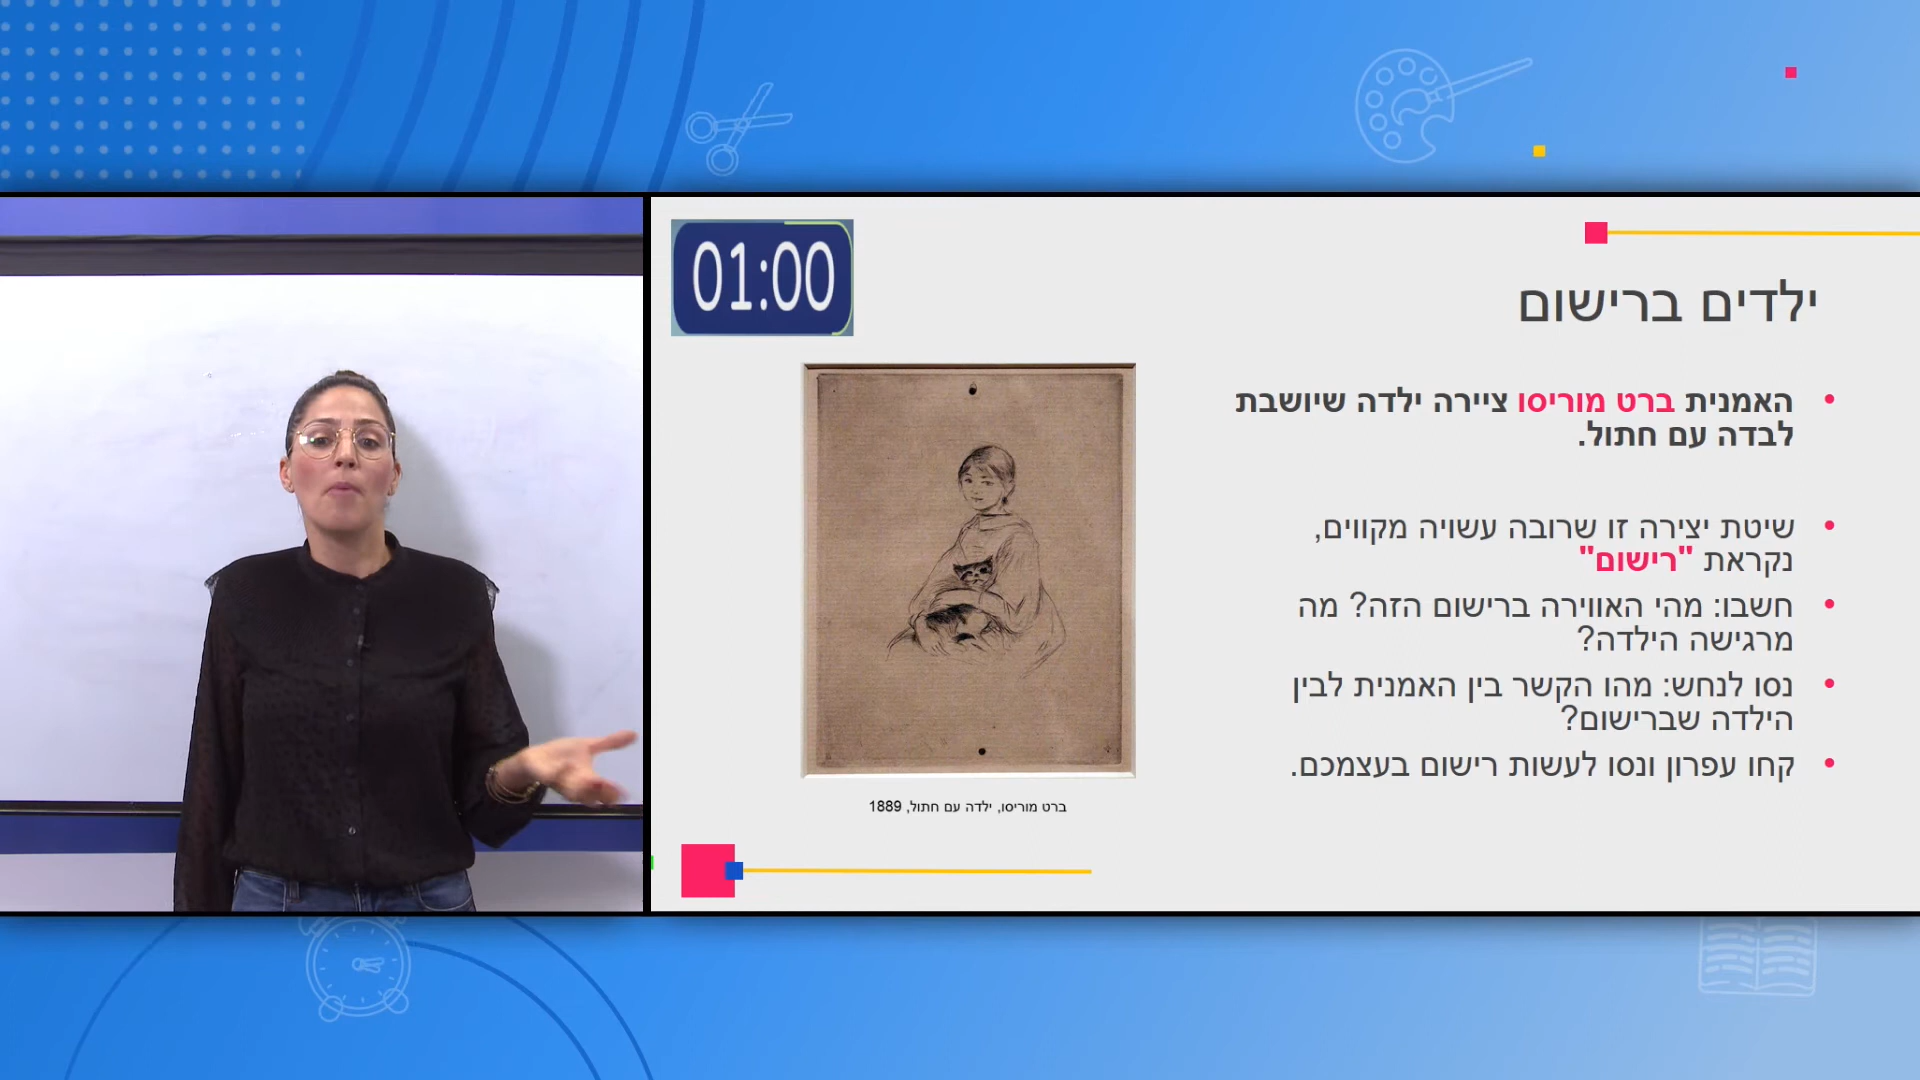 01:00
ילדים ברישום
האמנית ברט מוריסו ציירה ילדה שיושבת
לבדה עם חתול.
שיטת יצירה זו שרובה עשויה מקווים,
נקראת "רישום"
חשבו: מהי האווירה ברישום הזה? מה
מרגישה הילדה?
נסו לנחש: מהו הקשר בין האמנית לבין
הילדה שברישום?
קחו עפרון ונסו לעשות רישום בעצמכם.
ברט מוריסו, ילדה עם חתול, 1889